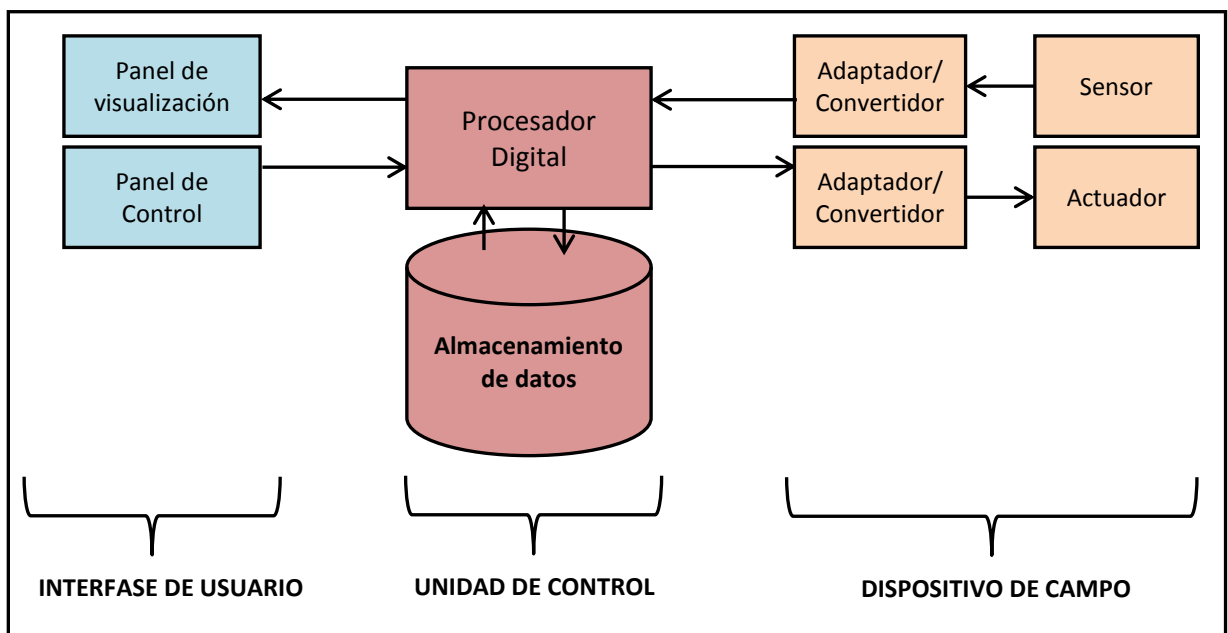 Panel de
visualización
Panel de
Control
Procesador
Digital
Almacenamiento
de datos
Adaptador/
Convertidor
Sensor
Adaptador/
Convertidor
Actuador
INTERFASE DE USUARIO
UNIDAD DE CONTROL
DISPOSITIVO DE CAMPO